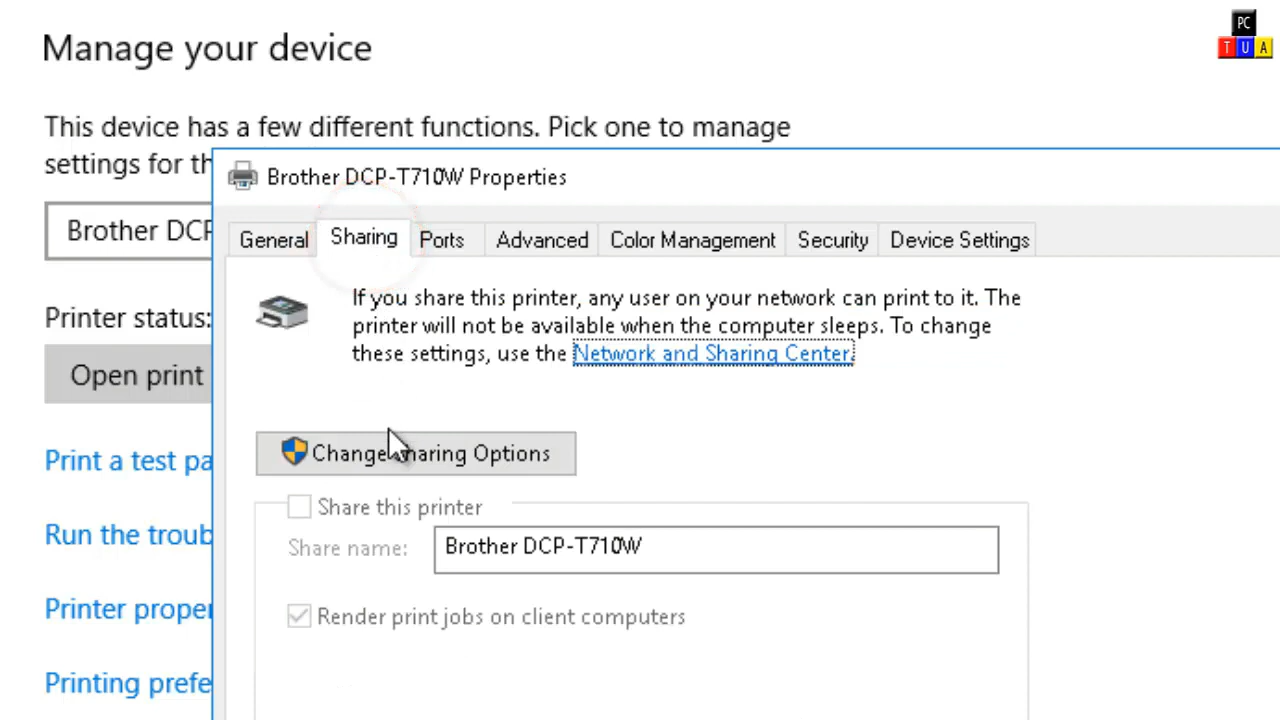 PC
TUA
Manage your device
This device has a few different functions. Pick one to manage
settings for th
Brother DCP
Printer status:
Open print
Print a test pa
Run the troub
Printer proper
Printing prefe
Brother DCP-T710W Properties
General Sharing Ports Advanced Color Management Security Device Settings
If you share this printer, any user on your network can print to it. The
printer will not be available when the computer sleeps. To change
these settings, use the Network and Sharing Center.
Change Sharing Options
Share this printer
Share name: Brother DCP-T710W
Render print jobs on client computers